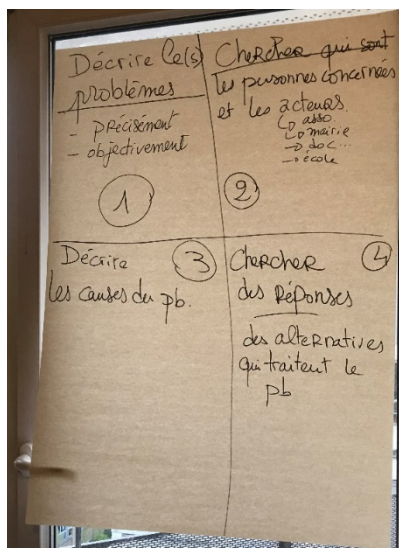 Décrire le(s)
problèmes
- précisément
- objectivement
1
Chercher qui sont
les personnes concernées
et les acteurs.
↳ asso.
↳ mairie
→ doc...
→ école
2
Décrire
3
les causes du pb.
Chercher
4
des Réponses
des alternatives
qui traitent le
pb